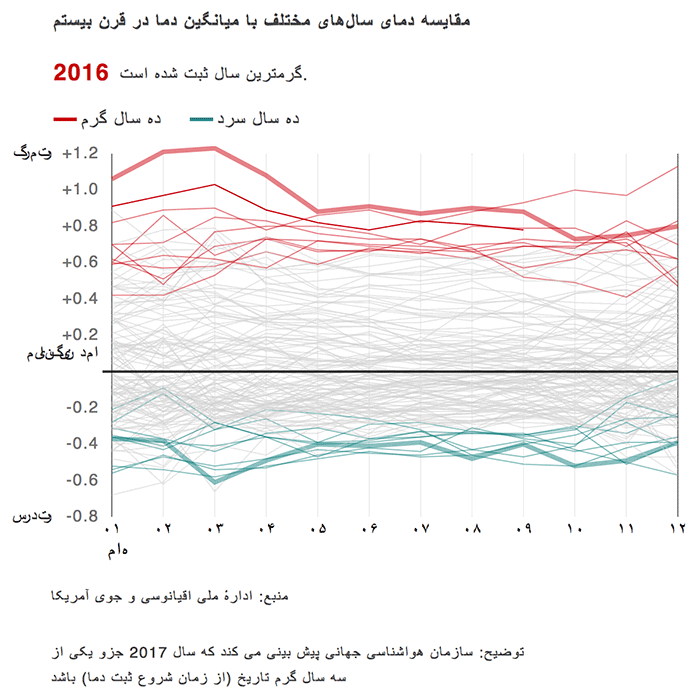 مقایسه دمای سال‌های مختلف با میانگین دما در قرن بیستم
2016 گرمترین سال ثبت شده است.
ده سال گرم ده سال سرد
گرمتر
+1.2
+1.0
+0.8
+0.6
+0.4
+0.2
میانگین دما
-0.2
-0.4
-0.6
سردتر -0.8
۰۱ ۰۲ ۰۳ ۰۴ ۰۵ ۰۶ ۰۷ ۰۸ ۰۹ ۱۰ ۱۱ ۱۲
ماه
منبع: ادارهٔ ملی اقیانوسی و جوی آمریکا
توضیح: سازمان هواشناسی جهانی پیش بینی می کند که سال 2017 جزو یکی از
سه سال گرم تاریخ (از زمان شروع ثبت دما) باشد